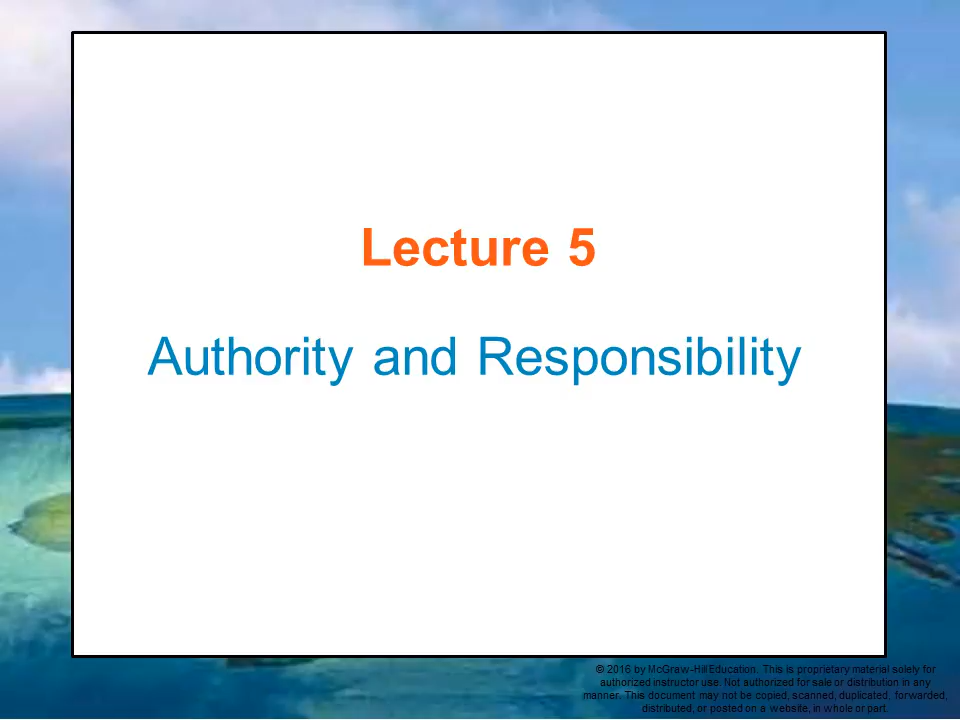 Lecture 5
Authority and Responsibility
© 2016 by McGraw-Hill Education. This is proprietary material solely for
authorized instructor use. Not authorized for sale or distribution in any
manner. This document may not be copied, scanned, duplicated, forwarded,
distributed, or posted on a website, in whole or part.